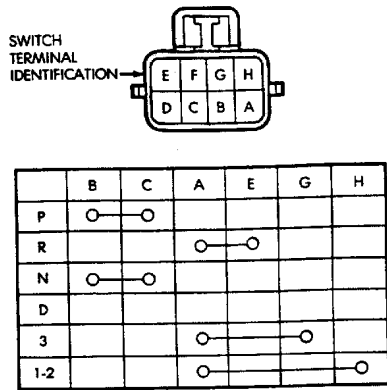 SWITCH
TERMINAL
IDENTIFICATION
E F G H
D C B A
B C A E G H
P
R
N
D
3
1-2